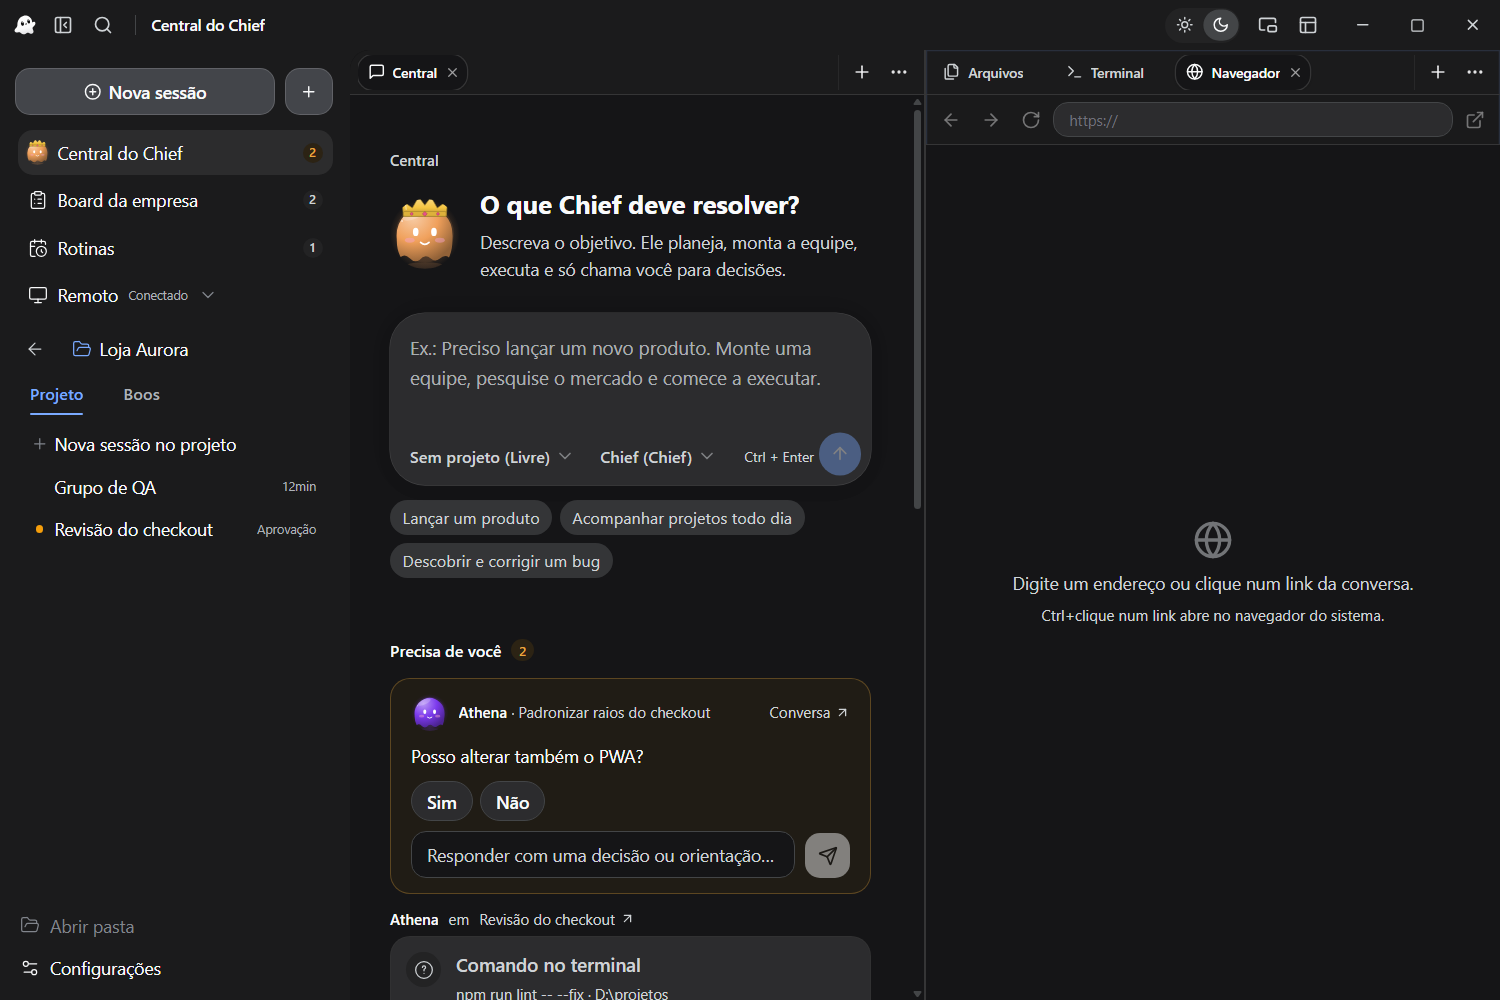 Central do Chief
Nova sessão
Central do Chief 2
Board da empresa 2
Rotinas 1
Remoto Conectado
Loja Aurora
Projeto Boos
Nova sessão no projeto
Grupo de QA 12min
Revisão do checkout Aprovação
Abrir pasta
Configurações
Central
Central
O que Chief deve resolver?
Descreva o objetivo. Ele planeja, monta a equipe,
executa e só chama você para decisões.
Ex.: Preciso lançar um novo produto. Monte uma
equipe, pesquise o mercado e comece a executar.
Sem projeto (Livre) Chief (Chief) Ctrl + Enter
Lançar um produto Acompanhar projetos todo dia
Descobrir e corrigir um bug
Precisa de você 2
Athena · Padronizar raios do checkout Conversa
Posso alterar também o PWA?
Sim Não
Responder com uma decisão ou orientação...
Athena em Revisão do checkout
Comando no terminal
npm run lint -- --fix · D:\projetos
Arquivos Terminal Navegador
https://
Digite um endereço ou clique num link da conversa.
Ctrl+clique num link abre no navegador do sistema.